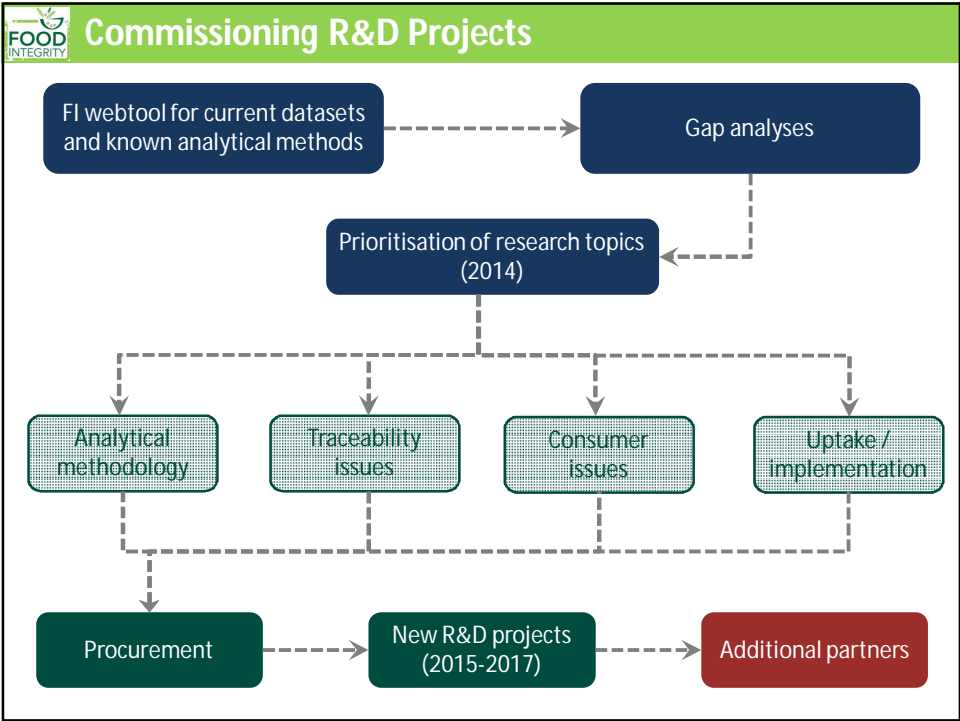 FOOD
INTEGRITY
Commissioning R&D Projects
FI webtool for current datasets
and known analytical methods
Gap analyses
Prioritisation of research topics
(2014)
Analytical
methodology
Traceability
issues
Consumer
issues
Uptake /
implementation
Procurement
New R&D projects
(2015-2017)
Additional partners